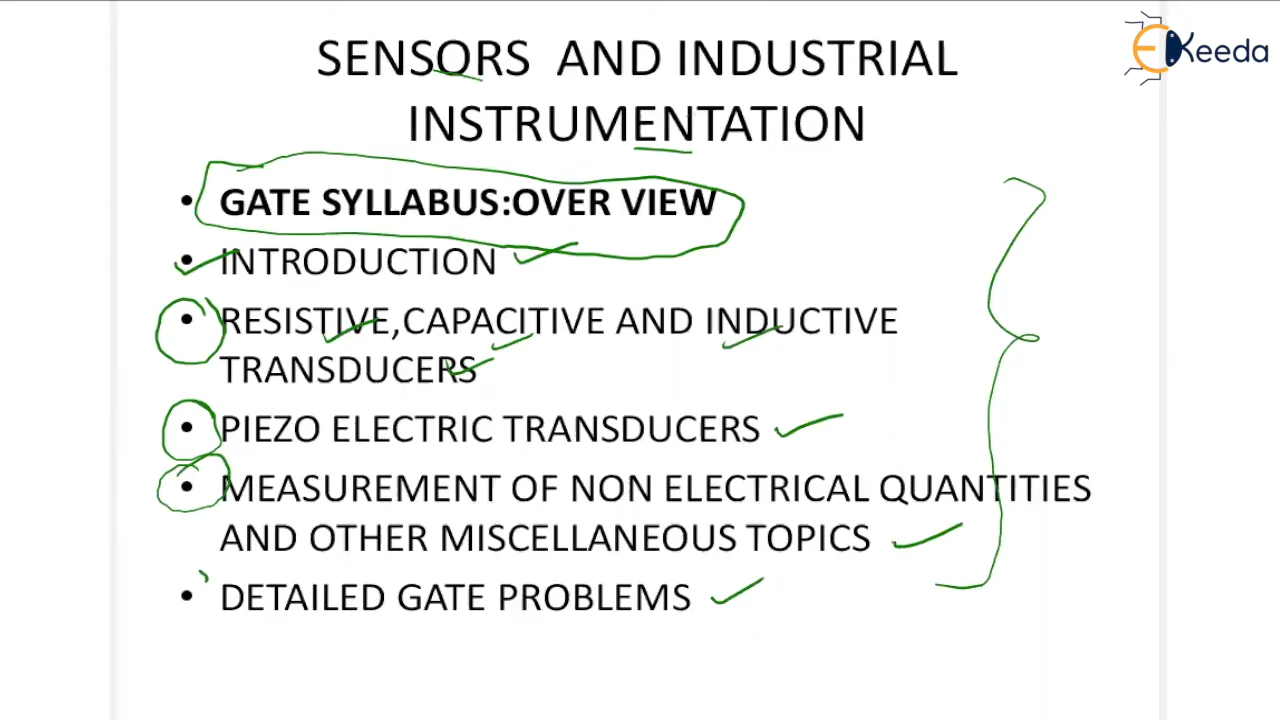 SENSORS AND INDUSTRIAL
INSTRUMENTATION
EKeeda
• GATE SYLLABUS:OVER VIEW
• INTRODUCTION
• RESISTIVE,CAPACITIVE AND INDUCTIVE
TRANSDUCERS
• PIEZO ELECTRIC TRANSDUCERS
• MEASUREMENT OF NON ELECTRICAL QUANTITIES
AND OTHER MISCELLANEOUS TOPICS
• DETAILED GATE PROBLEMS